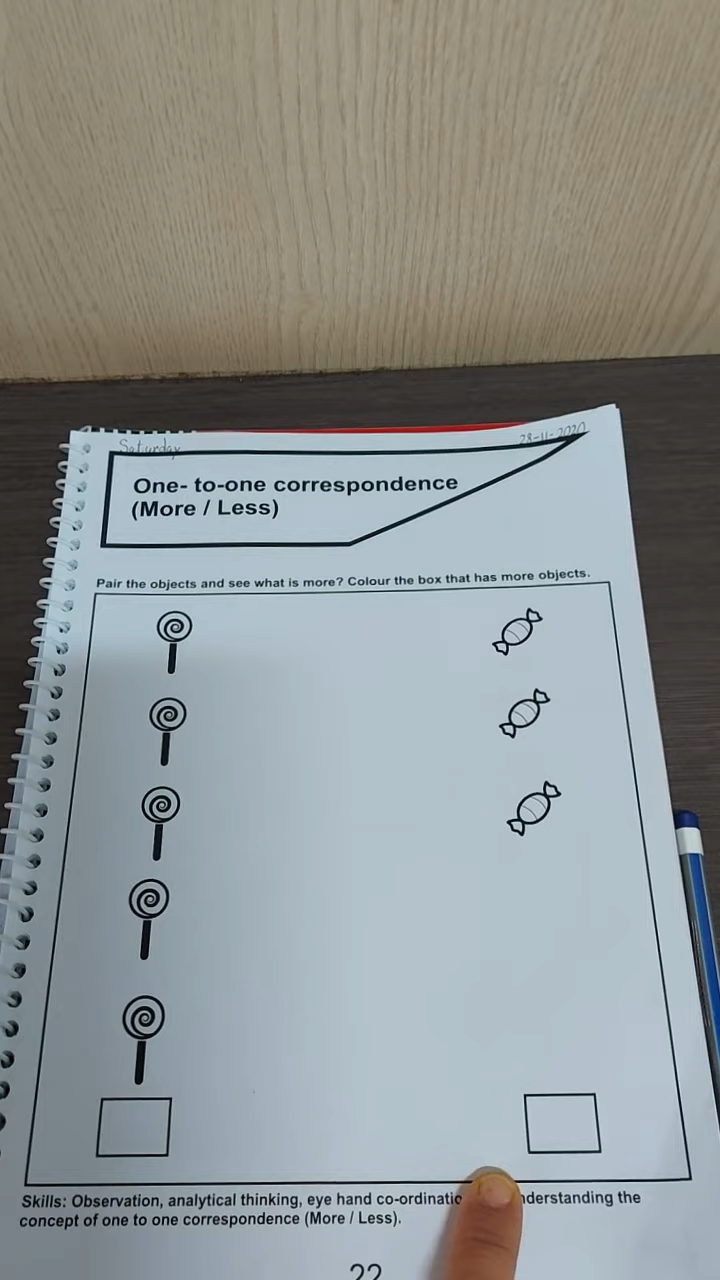 Saturday 28-11-2020
One- to-one correspondence
(More / Less)
Pair the objects and see what is more? Colour the box that has more objects.
Skills: Observation, analytical thinking, eye hand co-ordinatio nderstanding the
concept of one to one correspondence (More / Less).
22